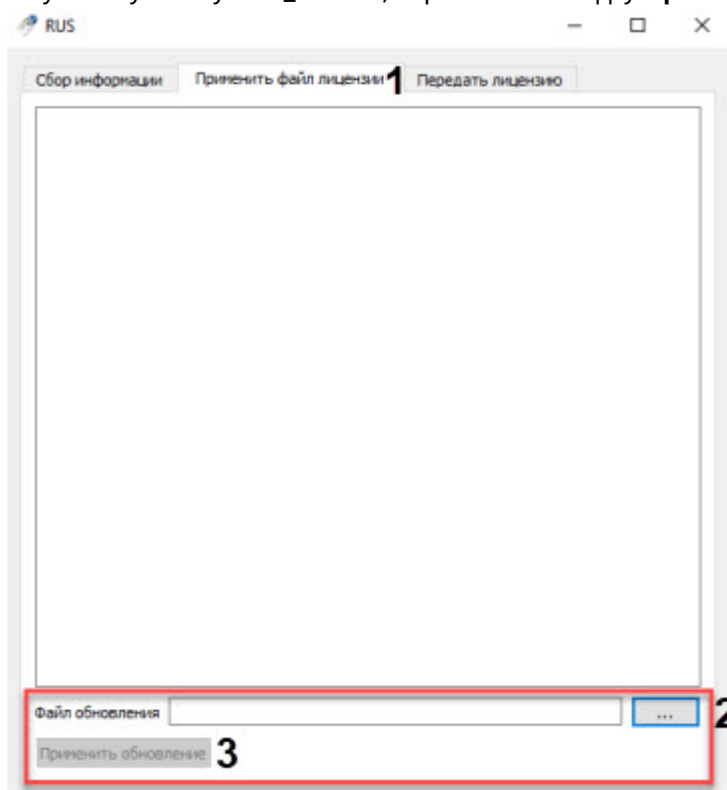 RUS
Сбор информации Применить файл лицензии 1 Передать лицензию
Файл обновления ... 2
Применить обновление 3